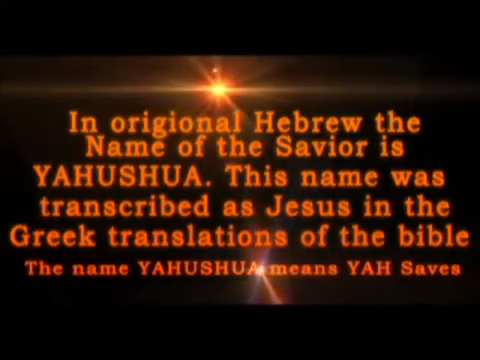 In origional Hebrew the
Name of the Savior is
YAHUSHUA. This name was
transcribed as Jesus in the
Greek translations of the bible
The name YAHUSHUA means YAH Saves